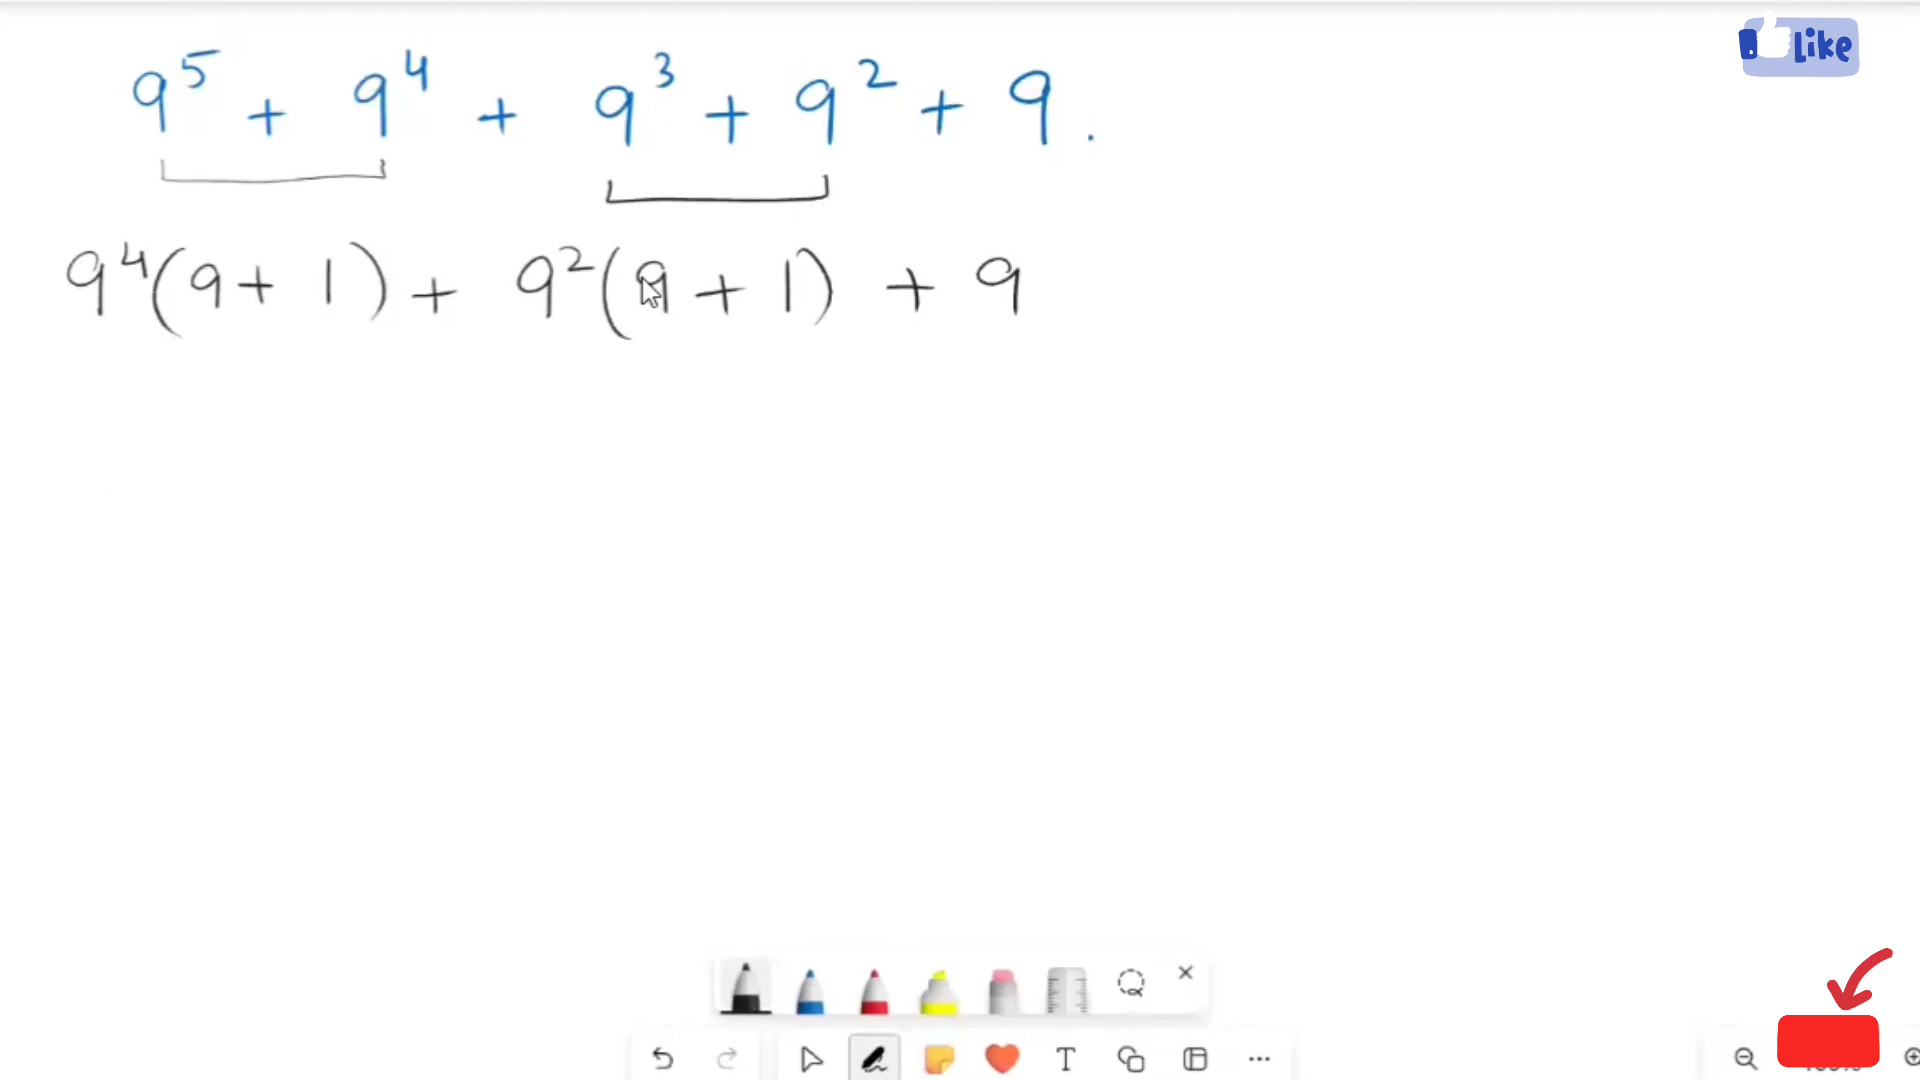 9⁵ + 9⁴ + 9³ + 9² + 9 .
9⁴(9 + 1) + 9²(9 + 1) + 9
Like
T